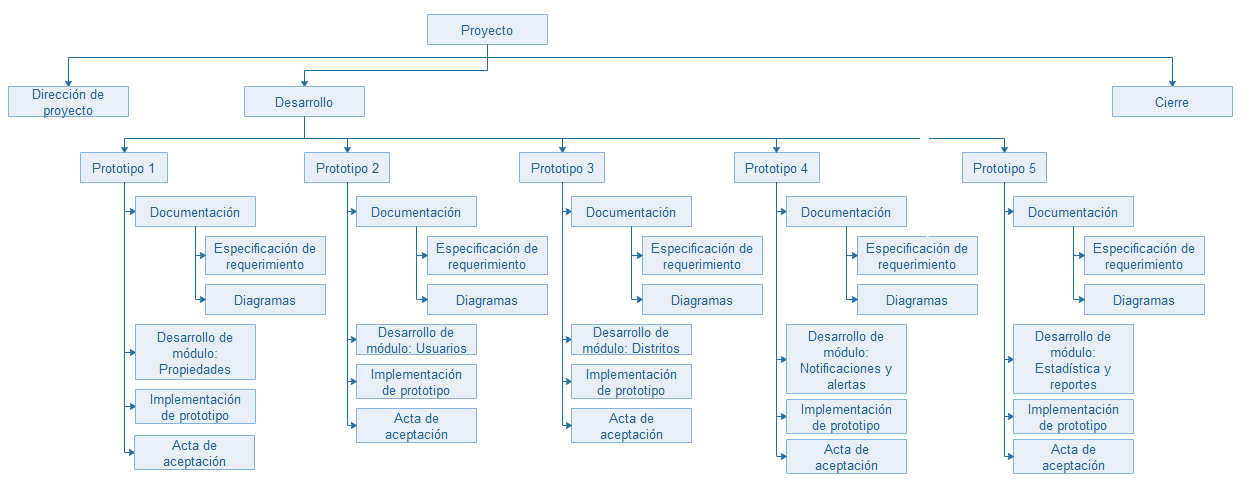 Proyecto
Dirección de
proyecto
Desarrollo
Cierre
Prototipo 1
Prototipo 2
Prototipo 3
Prototipo 4
Prototipo 5
Documentación
Especificación de
requerimiento
Diagramas
Desarrollo de
módulo:
Propiedades
Implementación
de prototipo
Acta de
aceptación
Documentación
Especificación de
requerimiento
Diagramas
Desarrollo de
módulo: Usuarios
Implementación
de prototipo
Acta de
aceptación
Documentación
Especificación de
requerimiento
Diagramas
Desarrollo de
módulo: Distritos
Implementación
de prototipo
Acta de
aceptación
Documentación
Especificación de
requerimiento
Diagramas
Desarrollo de
módulo:
Notificaciones y
alertas
Implementación
de prototipo
Acta de
aceptación
Documentación
Especificación de
requerimiento
Diagramas
Desarrollo de
módulo:
Estadística y
reportes
Implementación
de prototipo
Acta de
aceptación